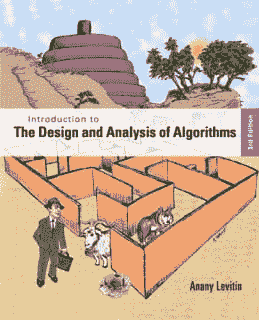 Introduction to
The Design and Analysis of Algorithms
3rd Edition
Anany Levitin